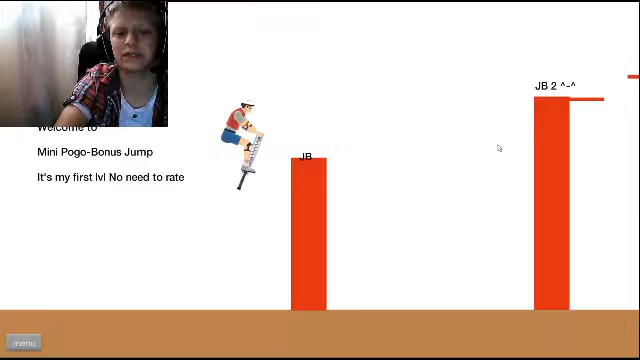 JB 2 ^-^
Welcome to
Mini Pogo-Bonus Jump
JB
It's my first lvl No need to rate
menu